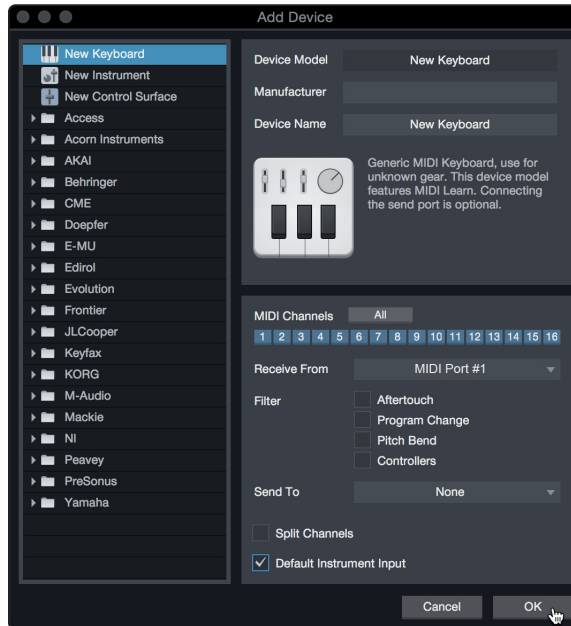 Add Device
New Keyboard
New Instrument
New Control Surface
Access
Acorn Instruments
AKAI
Behringer
CME
Doepfer
E-MU
Edirol
Evolution
Frontier
JLCooper
Keyfax
KORG
M-Audio
Mackie
NI
Peavey
PreSonus
Yamaha
Device Model New Keyboard
Manufacturer
Device Name New Keyboard
Generic MIDI Keyboard, use for
unknown gear. This device model
features MIDI Learn. Connecting
the send port is optional.
MIDI Channels All
1 2 3 4 5 6 7 8 9 10 11 12 13 14 15 16
Receive From MIDI Port #1
Filter Aftertouch
Program Change
Pitch Bend
Controllers
Send To None
Split Channels
Default Instrument Input
Cancel OK